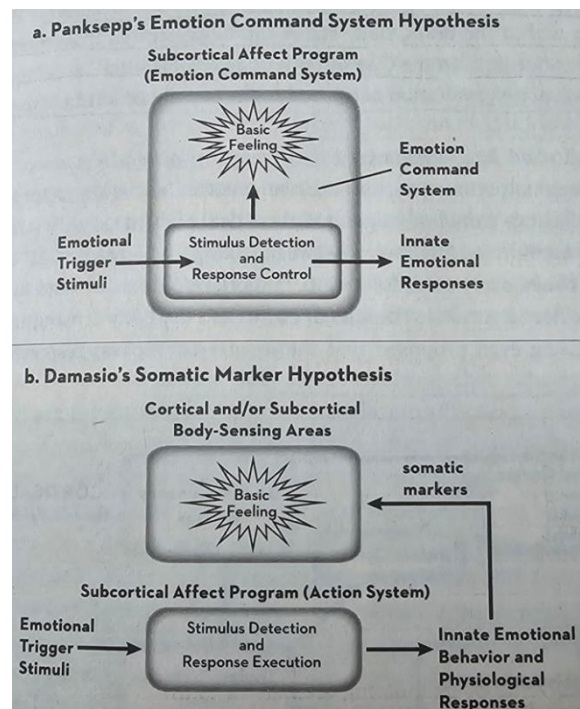 a. Panksepp's Emotion Command System Hypothesis
Subcortical Affect Program
(Emotion Command System)
Basic
Feeling
Emotion
Command
System
Emotional
Trigger
Stimuli
Stimulus Detection
and
Response Control
Innate
Emotional
Responses
b. Damasio's Somatic Marker Hypothesis
Cortical and/or Subcortical
Body-Sensing Areas
Basic
Feeling
somatic
markers
Subcortical Affect Program (Action System)
Emotional
Trigger
Stimuli
Stimulus Detection
and
Response Execution
Innate Emotional
Behavior and
Physiological
Responses